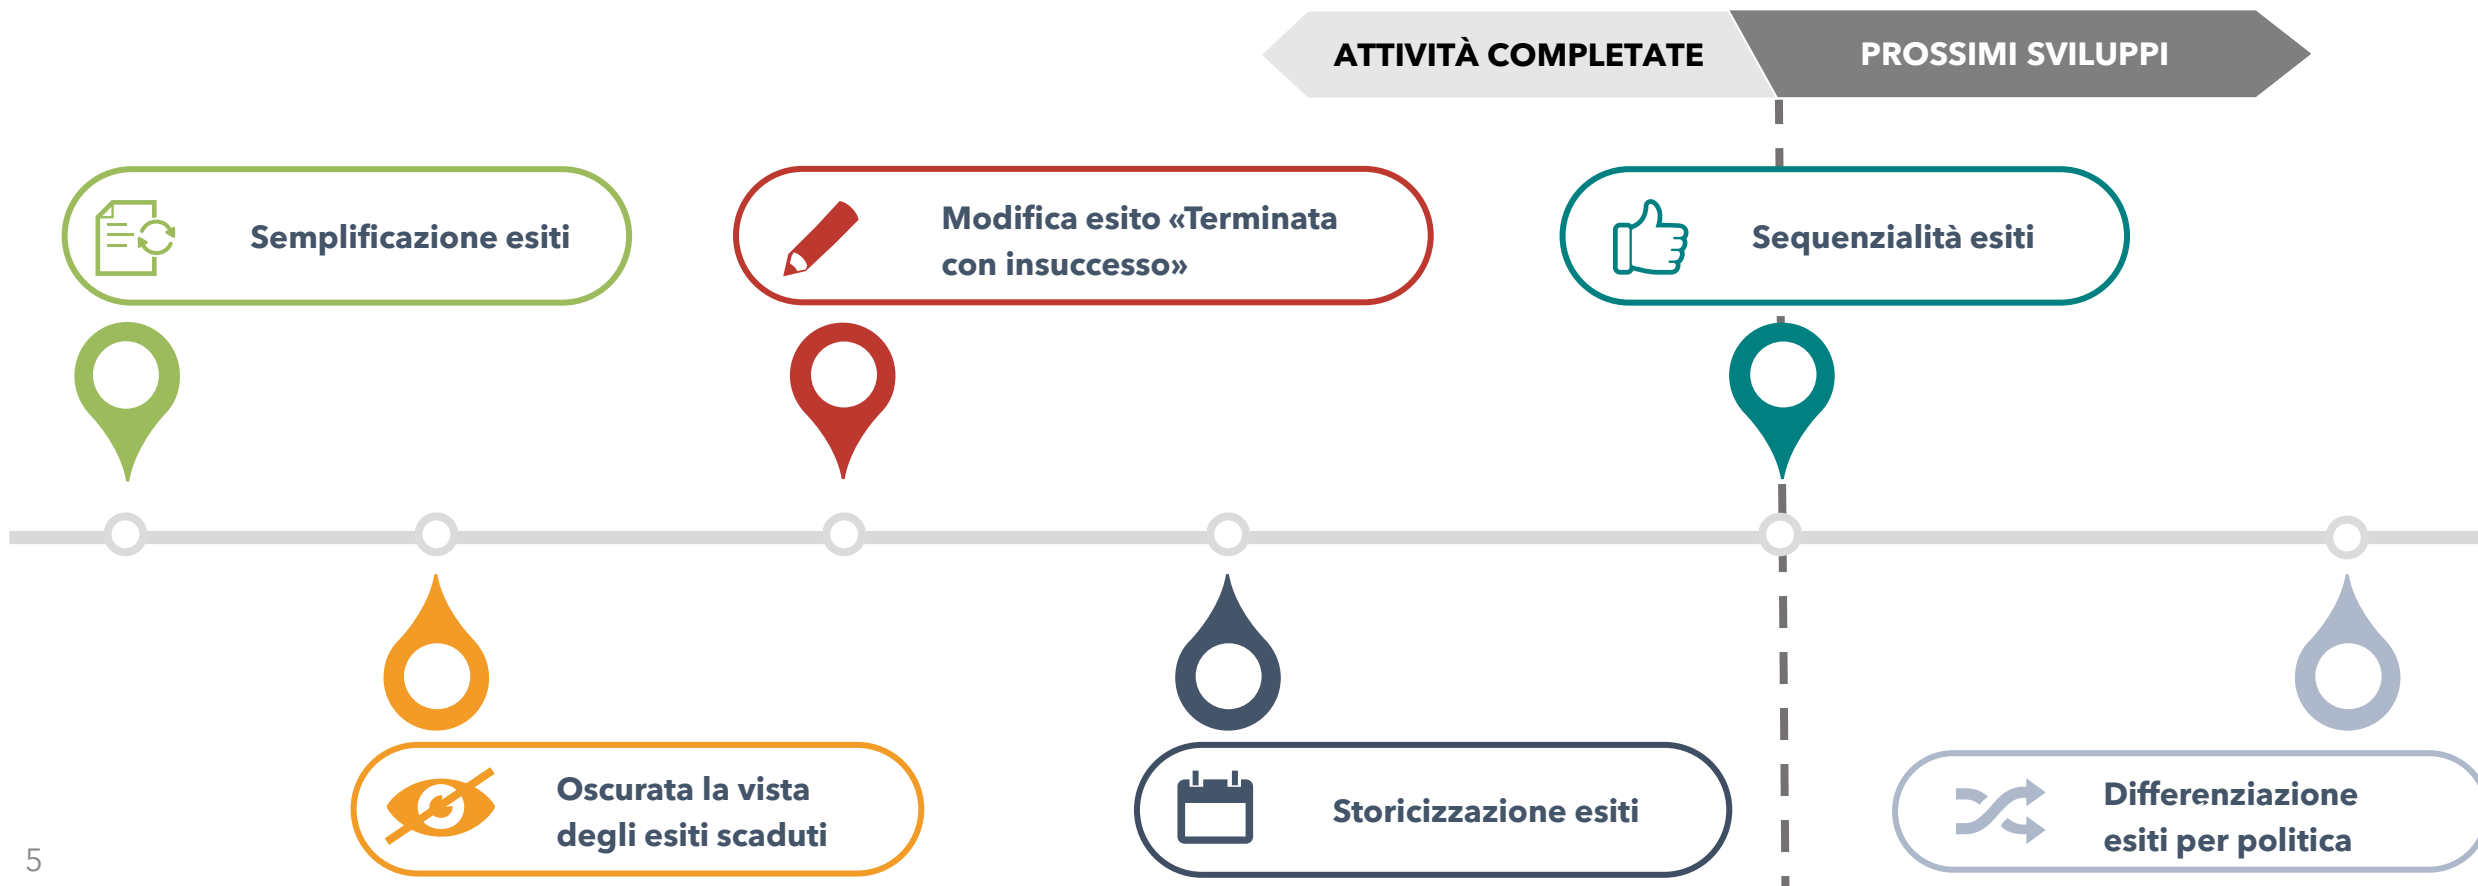 ATTIVITÀ COMPLETATE
PROSSIMI SVILUPPI
Semplificazione esiti
Modifica esito «Terminata
con insuccesso»
Sequenzialità esiti
Oscurata la vista
degli esiti scaduti
Storicizzazione esiti
Differenziazione
esiti per politica
5